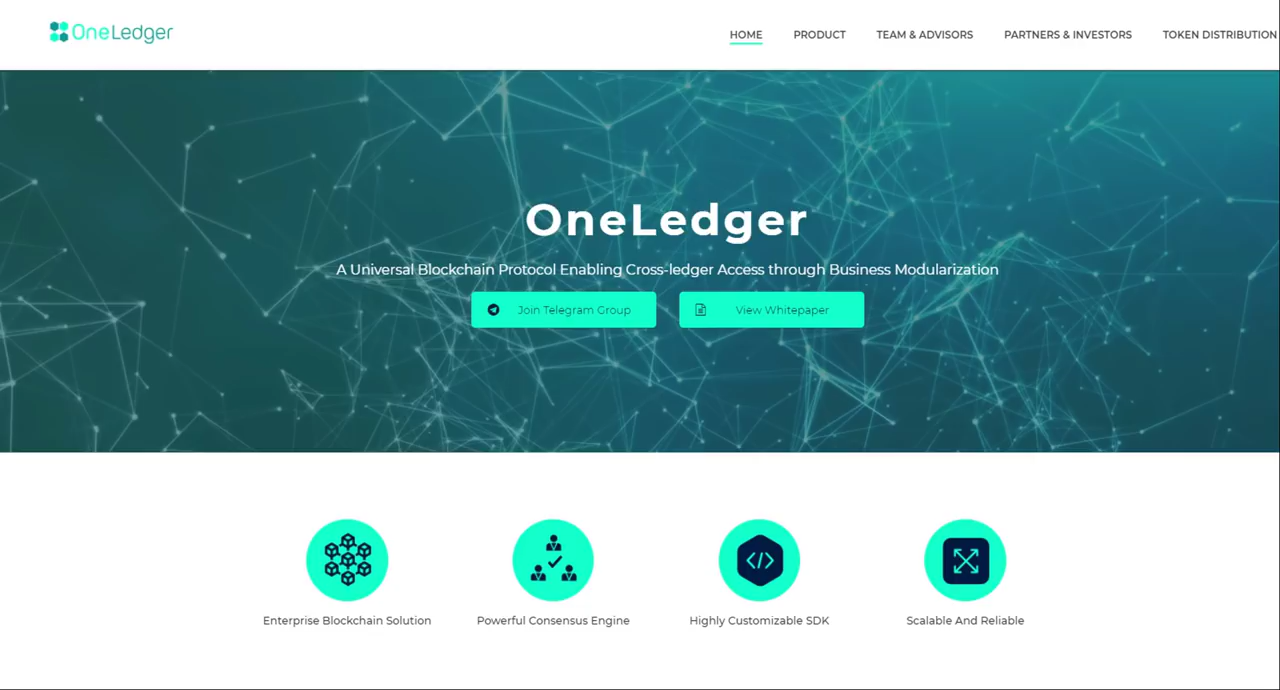 OneLedger
HOME PRODUCT TEAM & ADVISORS PARTNERS & INVESTORS TOKEN DISTRIBUTION
OneLedger
A Universal Blockchain Protocol Enabling Cross-ledger Access through Business Modularization
Join Telegram Group View Whitepaper
Enterprise Blockchain Solution Powerful Consensus Engine Highly Customizable SDK Scalable And Reliable